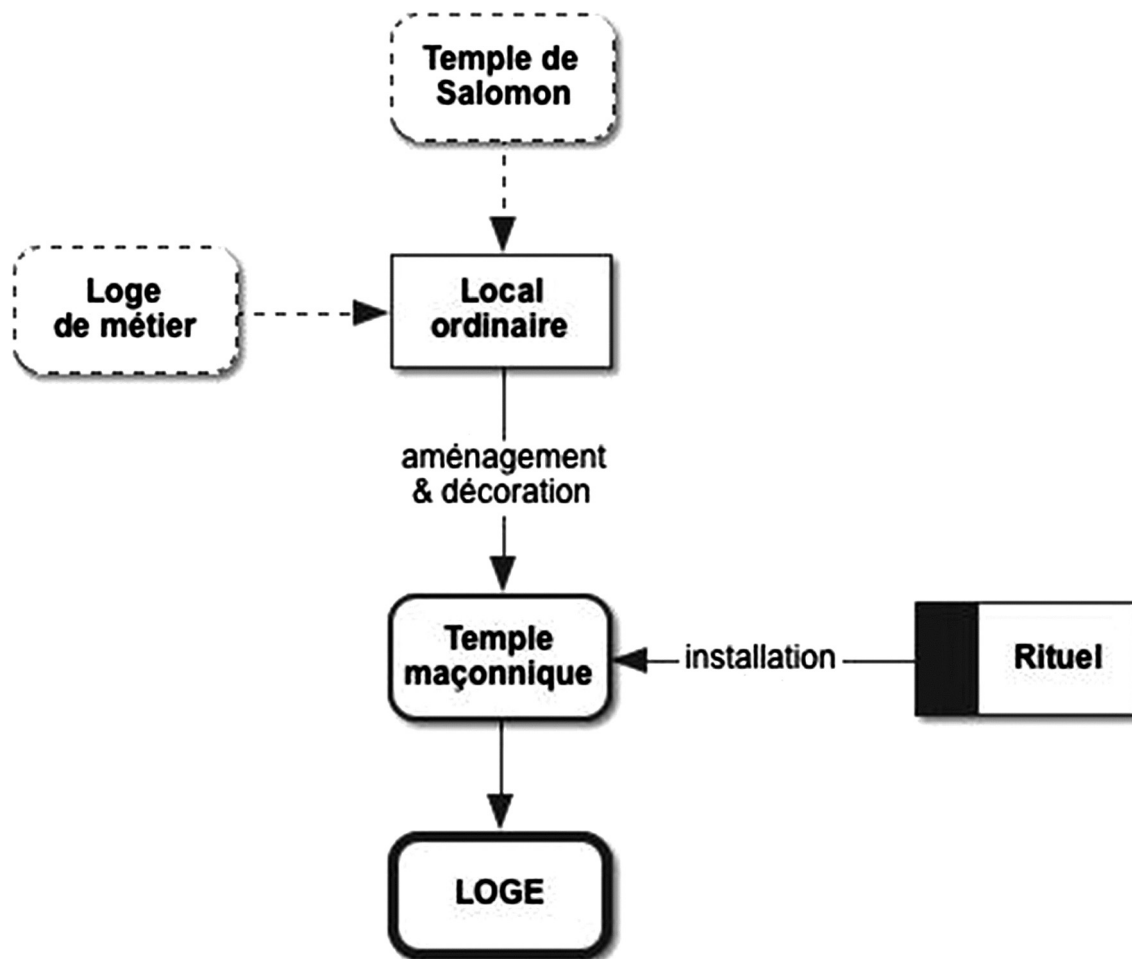 Temple de
Salomon
Loge
de métier
Local
ordinaire
aménagement
& décoration
Temple
maçonnique
installation
Rituel
LOGE